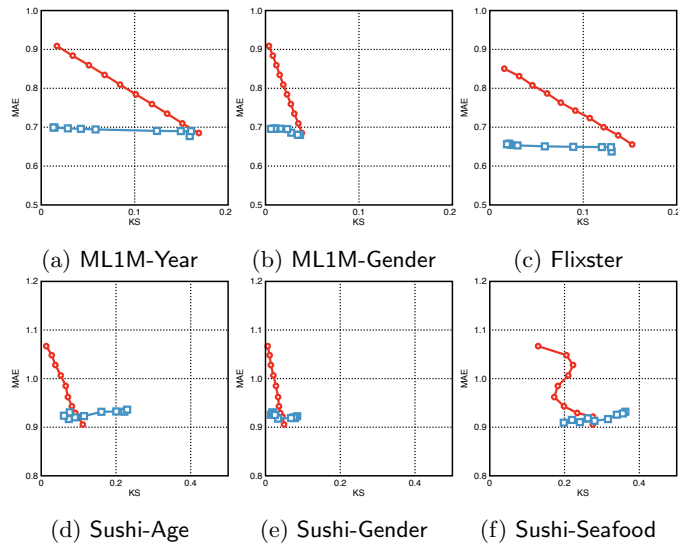 1.0
0.9
0.8
0.7
0.6
0.5
MAE
0 0.1 0.2
KS
(a) ML1M-Year
1.0
0.9
0.8
0.7
0.6
0.5
MAE
0 0.1 0.2
KS
(b) ML1M-Gender
1.0
0.9
0.8
0.7
0.6
0.5
MAE
0 0.1 0.2
KS
(c) Flixster
1.2
1.1
1.0
0.9
0.8
MAE
0 0.2 0.4
KS
(d) Sushi-Age
1.2
1.1
1.0
0.9
0.8
MAE
0 0.2 0.4
KS
(e) Sushi-Gender
1.2
1.1
1.0
0.9
0.8
MAE
0 0.2 0.4
KS
(f) Sushi-Seafood